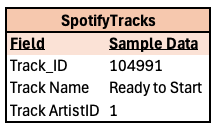 SpotifyTracks
Field Sample Data
Track_ID 104991
Track Name Ready to Start
Track ArtistID 1